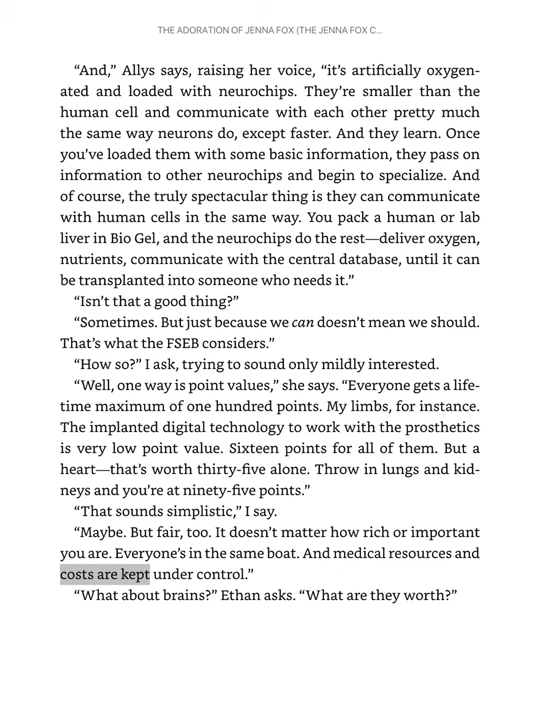 THE ADORATION OF JENNA FOX (THE JENNA FOX C...
“And,” Allys says, raising her voice, “it’s artificially oxygen-
ated and loaded with neurochips. They’re smaller than the
human cell and communicate with each other pretty much
the same way neurons do, except faster. And they learn. Once
you’ve loaded them with some basic information, they pass on
information to other neurochips and begin to specialize. And
of course, the truly spectacular thing is they can communicate
with human cells in the same way. You pack a human or lab
liver in Bio Gel, and the neurochips do the rest—deliver oxygen,
nutrients, communicate with the central database, until it can
be transplanted into someone who needs it.”
“Isn’t that a good thing?”
“Sometimes. But just because we can doesn’t mean we should.
That’s what the FSEB considers.”
“How so?” I ask, trying to sound only mildly interested.
“Well, one way is point values,” she says. “Everyone gets a life-
time maximum of one hundred points. My limbs, for instance.
The implanted digital technology to work with the prosthetics
is very low point value. Sixteen points for all of them. But a
heart—that’s worth thirty-five alone. Throw in lungs and kid-
neys and you’re at ninety-five points.”
“That sounds simplistic,” I say.
“Maybe. But fair, too. It doesn’t matter how rich or important
you are. Everyone’s in the same boat. And medical resources and
costs are kept under control.”
“What about brains?” Ethan asks. “What are they worth?”